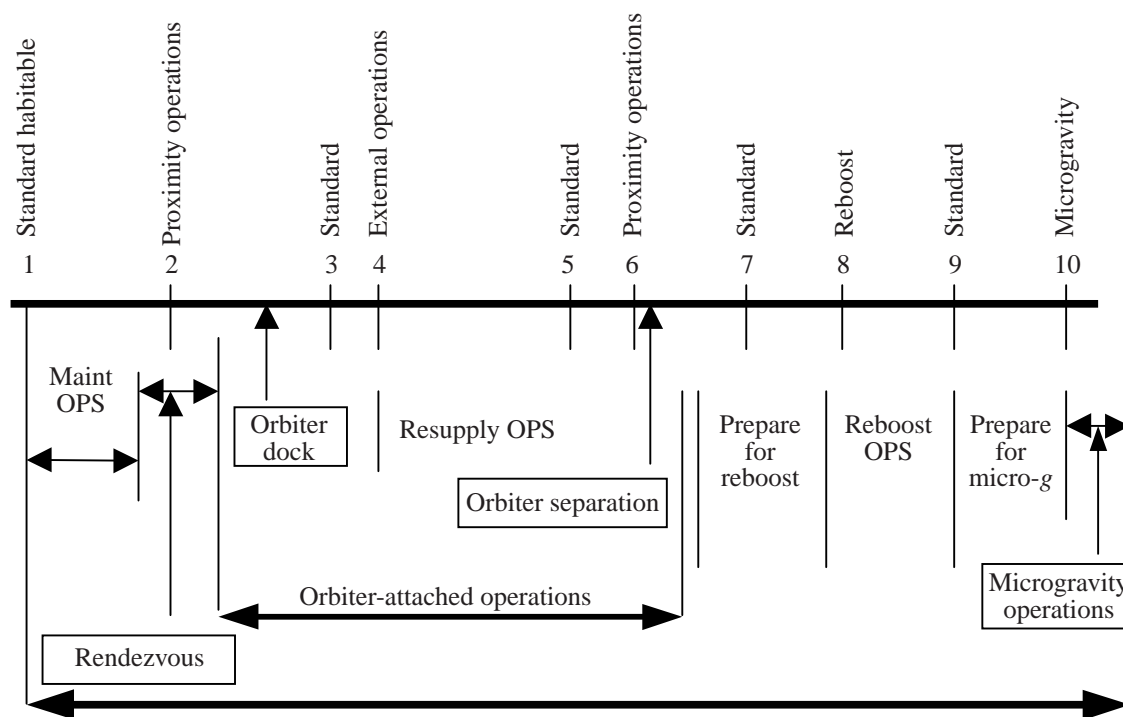 Standard habitable
Proximity operations
Standard
External operations
Standard
Proximity operations
Standard
Reboost
Standard
Microgravity
1
2
3
4
5
6
7
8
9
10
Maint
OPS
Orbiter
dock
Resupply OPS
Orbiter separation
Prepare
for
reboost
Reboost
OPS
Prepare
for
micro-g
Microgravity
operations
Orbiter-attached operations
Rendezvous